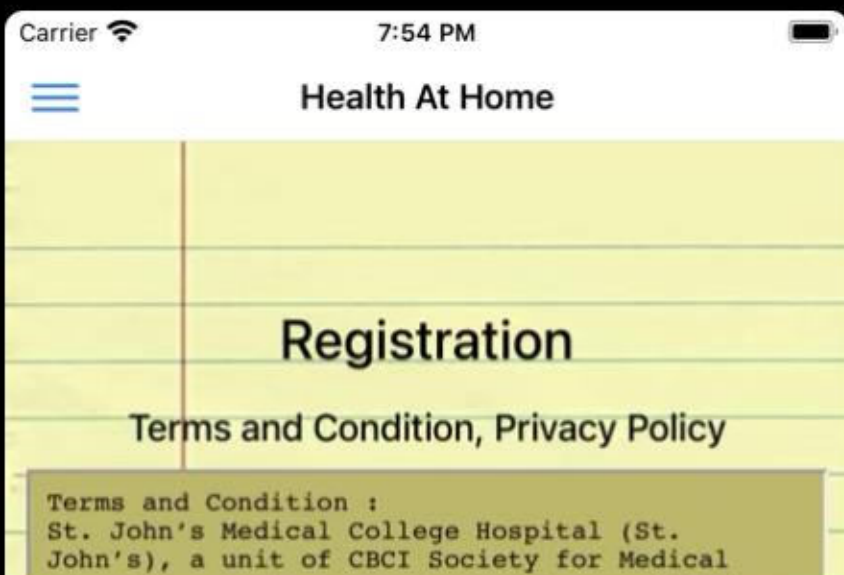 Carrier 7:54 PM
Health At Home
Registration
Terms and Condition, Privacy Policy
Terms and Condition :
St. John's Medical College Hospital (St.
John's), a unit of CBCI Society for Medical